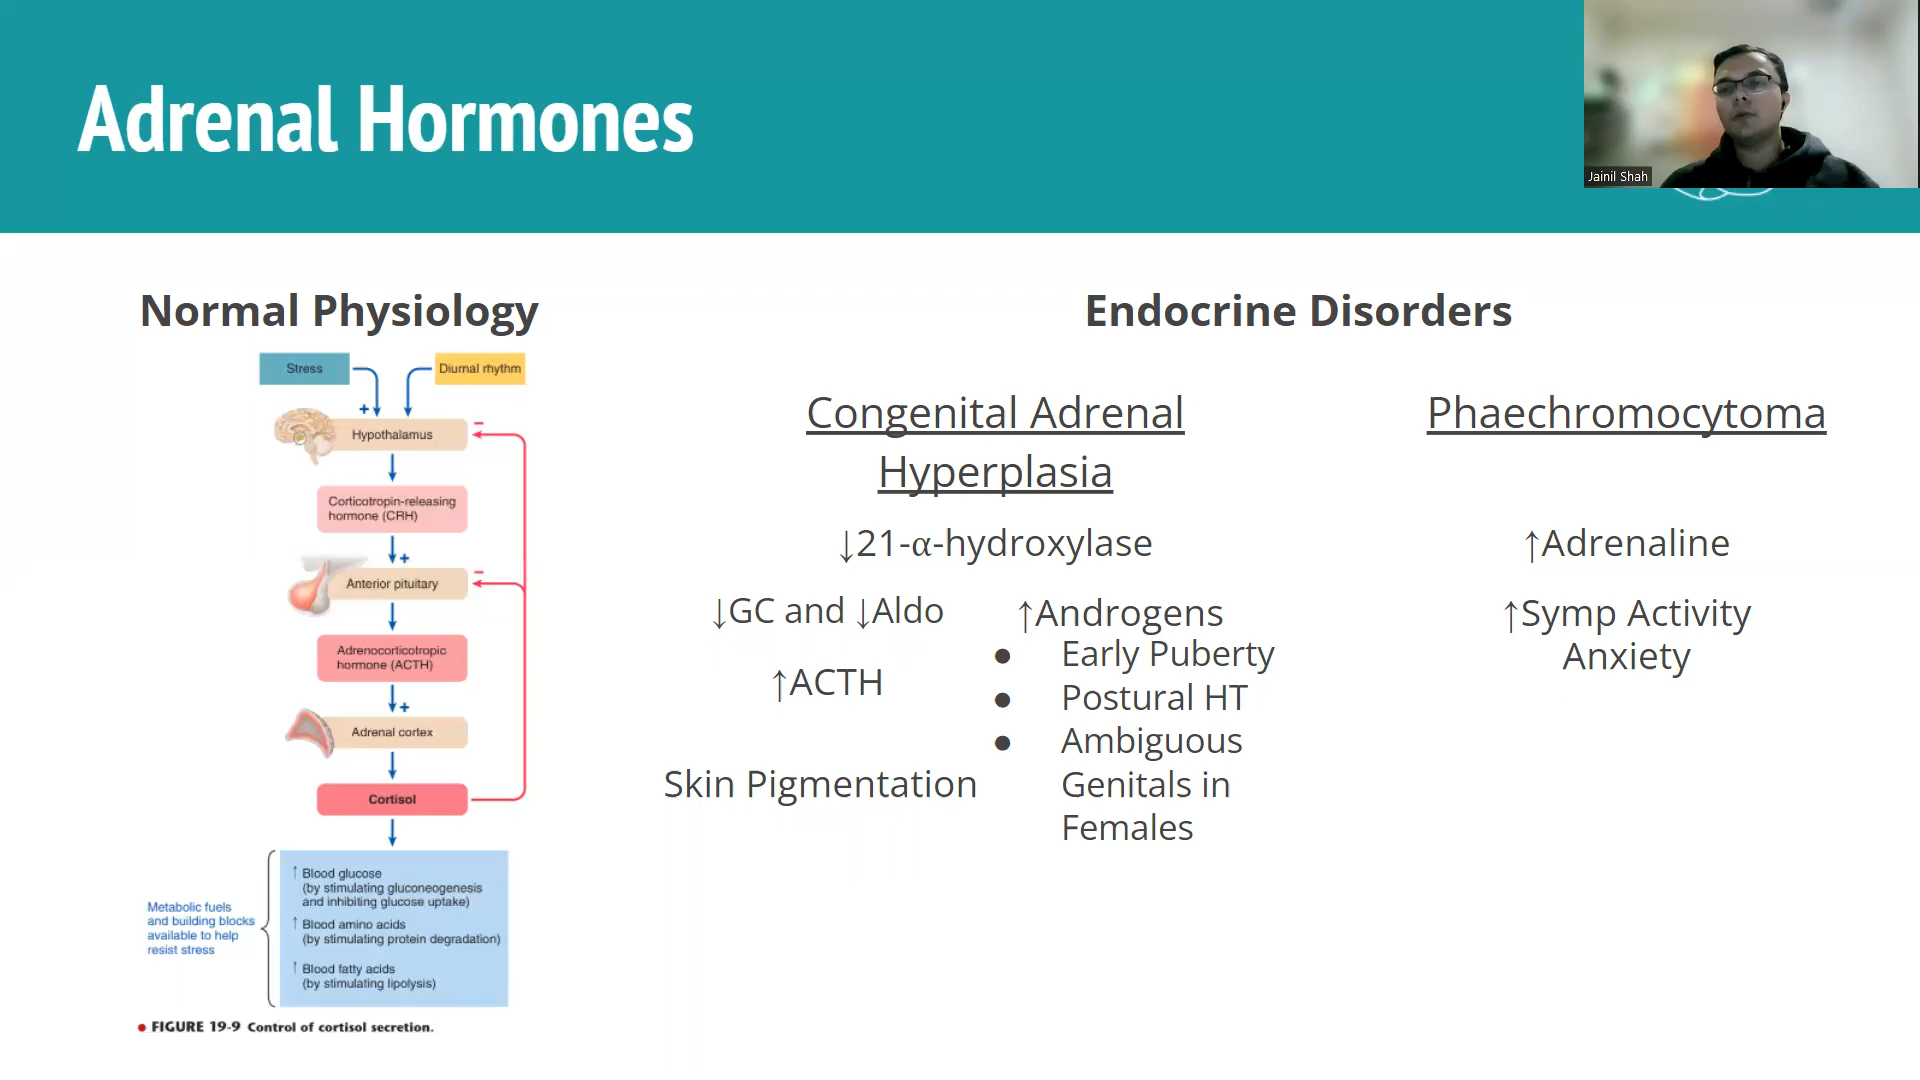 Adrenal Hormones
Jainil Shah
Normal Physiology
Stress
Diurnal rhythm
+
−
Hypothalamus
Corticotropin-releasing
hormone (CRH)
+
−
Anterior pituitary
Adrenocorticotropic
hormone (ACTH)
+
Adrenal cortex
Cortisol
↑ Blood glucose
(by stimulating gluconeogenesis
and inhibiting glucose uptake)
↑ Blood amino acids
(by stimulating protein degradation)
↑ Blood fatty acids
(by stimulating lipolysis)
Metabolic fuels
and building blocks
available to help
resist stress
● FIGURE 19-9 Control of cortisol secretion.
Endocrine Disorders
Congenital Adrenal
Hyperplasia
↓21-α-hydroxylase
↓GC and ↓Aldo
↑ACTH
Skin Pigmentation
↑Androgens
● Early Puberty
● Postural HT
● Ambiguous
Genitals in
Females
Phaechromocytoma
↑Adrenaline
↑Symp Activity
Anxiety